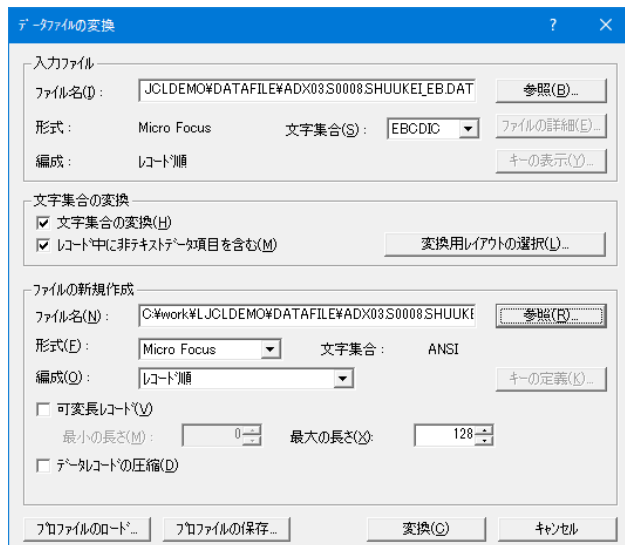 ﾃﾞｰﾀﾌｧｲﾙの変換 ? ×
入力ファイル
ﾌｧｲﾙ名(I): JCLDEMO¥DATAFILE¥ADX03.S0008.SHUUKEI_EB.DAT 参照(B)...
形式: Micro Focus 文字集合(S): EBCDIC ﾌｧｲﾙの詳細(E)...
編成: ﾚｺｰﾄﾞ順 キーの表示(Y)...
文字集合の変換
文字集合の変換(H)
ﾚｺｰﾄﾞ中に非ﾃｷｽﾄﾃﾞｰﾀ項目を含む(M) 変換用ﾚｲｱｳﾄの選択(L)...
ﾌｧｲﾙの新規作成
ﾌｧｲﾙ名(N): C:¥work¥LJCLDEMO¥DATAFILE¥ADX03.S0008.SHUUKE 参照(R)...
形式(F): Micro Focus 文字集合: ANSI
編成(O): ﾚｺｰﾄﾞ順 キーの定義(K)...
可変長ﾚｺｰﾄﾞ(V)
最小の長さ(M): 0 最大の長さ(X): 128
ﾃﾞｰﾀﾚｺｰﾄﾞの圧縮(D)
ﾌﾟﾛﾌｧｲﾙのﾛｰﾄﾞ... ﾌﾟﾛﾌｧｲﾙの保存... 変換(C) ｷｬﾝｾﾙ